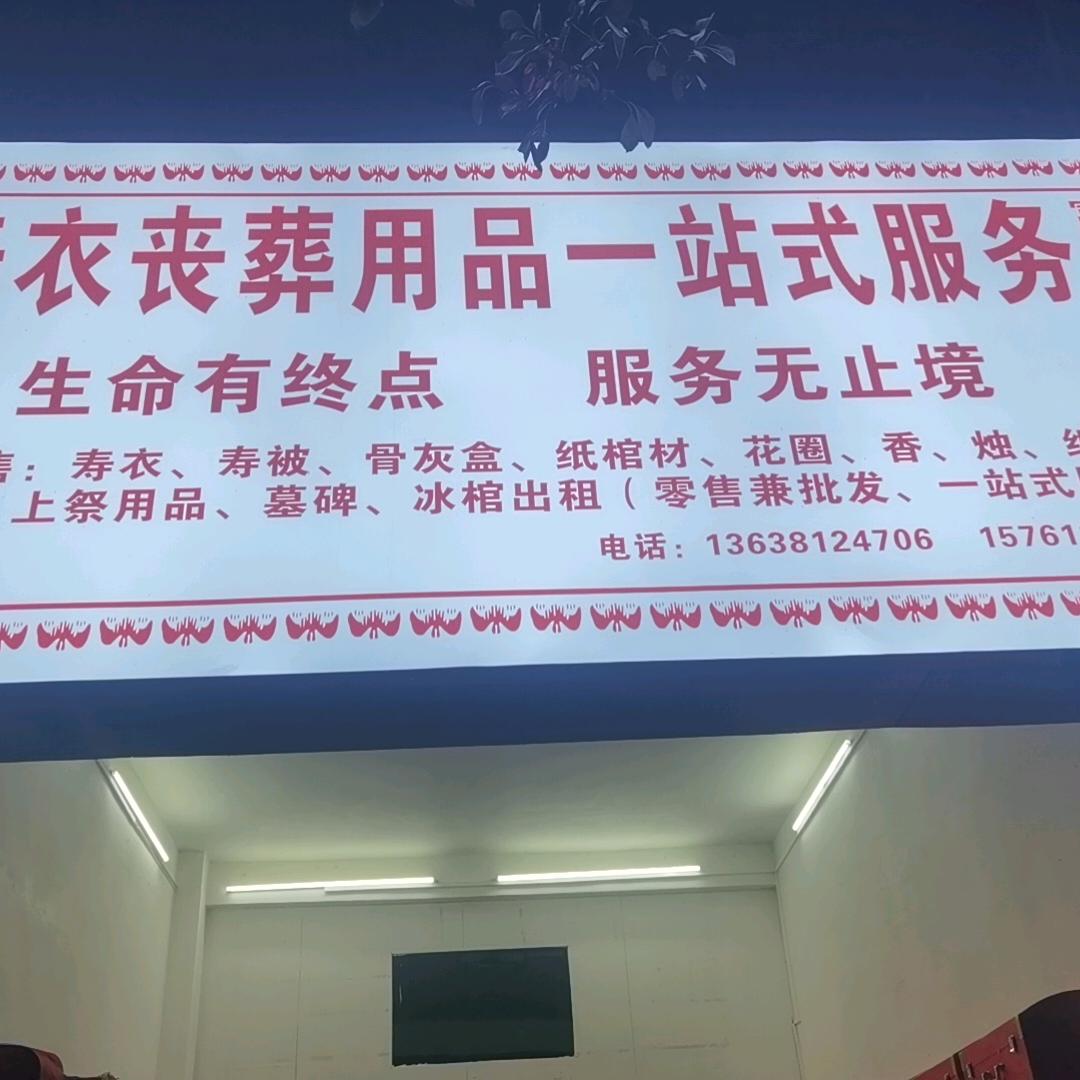 衣丧葬用品一站式服务
生命有终点 服务无止境
售：寿衣、寿被、骨灰盒、纸棺材、花圈、香、烛、
上祭用品、墓碑、冰棺出租（零售兼批发、一站式
电话：13638124706 15761